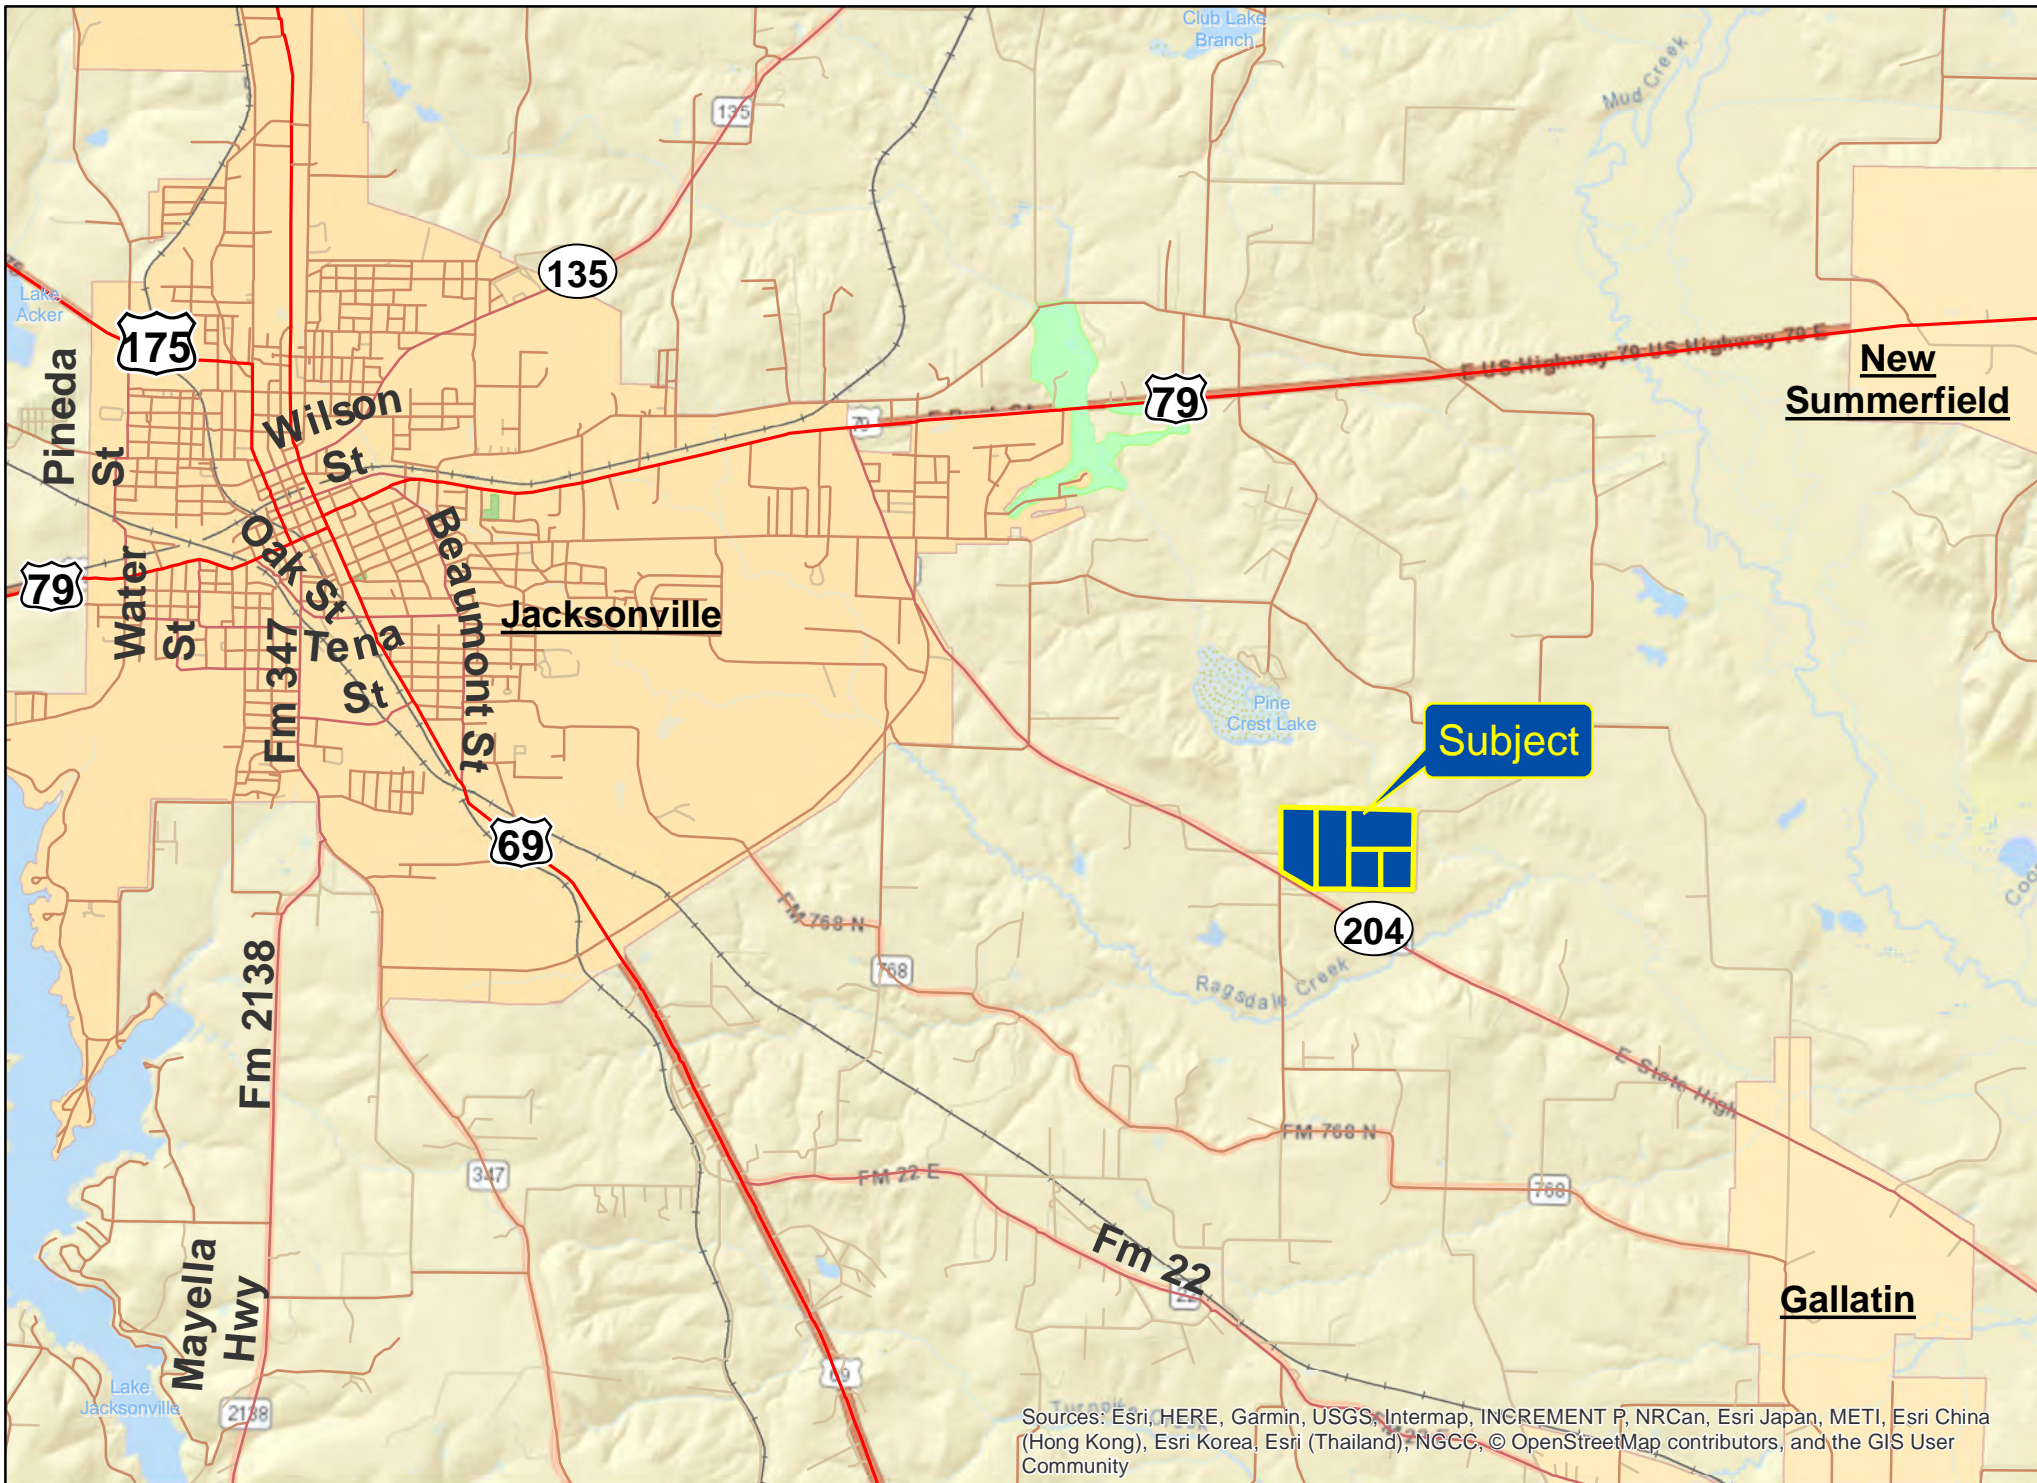 Club Lake
Branch
Mud Creek
135
135
Lake
Acker
175
Pineda
St
Wilson
St
E US Highway 79 US Highway 79 E
New
Summerfield
79
79
Oak St
Beaumont St
Water
St
79
Jacksonville
Fm 347
Tena
St
Pine
Crest Lake
Subject
69
204
FM 768 N
768
Ragsdale Creek
Fm 2138
E State High
FM 768 N
347
FM 22 E
768
Mayella
Hwy
Fm 22
22
Gallatin
69
Lake
Jacksonville
2138
Sources: Esri, HERE, Garmin, USGS, Intermap, INCREMENT P, NRCan, Esri Japan, METI, Esri China
(Hong Kong), Esri Korea, Esri (Thailand), NGCC, © OpenStreetMap contributors, and the GIS User
Community